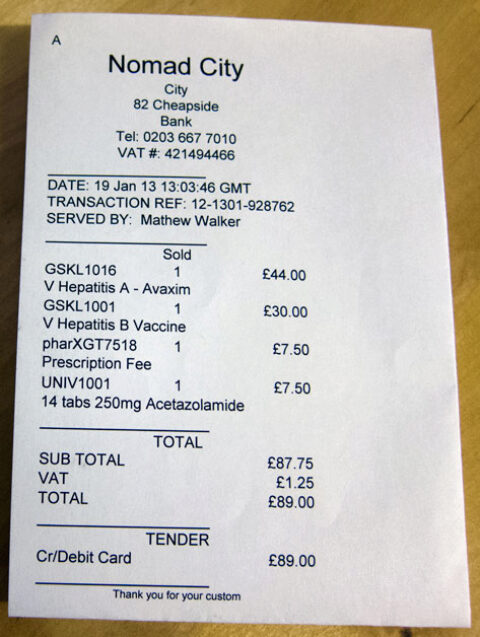 A
Nomad City
City
82 Cheapside
Bank
Tel: 0203 667 7010
VAT #: 421494466
DATE: 19 Jan 13 13:03:46 GMT
TRANSACTION REF: 12-1301-928762
SERVED BY: Mathew Walker
Sold
GSKL1016 1 £44.00
V Hepatitis A - Avaxim
GSKL1001 1 £30.00
V Hepatitis B Vaccine
pharXGT7518 1 £7.50
Prescription Fee
UNIV1001 1 £7.50
14 tabs 250mg Acetazolamide
TOTAL
SUB TOTAL £87.75
VAT £1.25
TOTAL £89.00
TENDER
Cr/Debit Card £89.00
Thank you for your custom